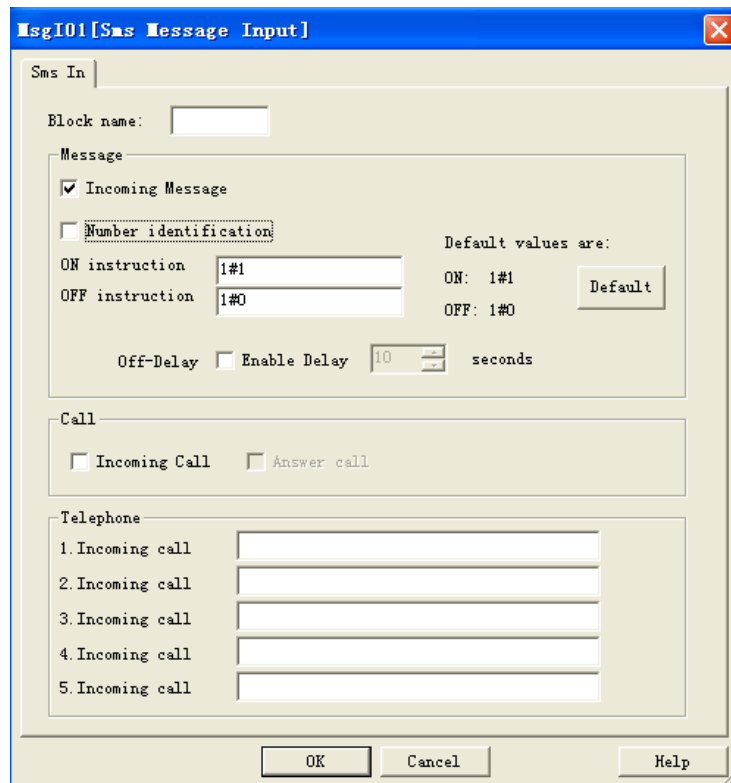 MsgI01[Sms Message Input]
Sms In
Block name:
Message
Incoming Message
Number identification
Default values are:
ON instruction 1#1
ON: 1#1
Default
OFF instruction 1#0
OFF: 1#0
Off-Delay Enable Delay 10 seconds
Call
Incoming Call Answer call
Telephone
1.Incoming call
2.Incoming call
3.Incoming call
4.Incoming call
5.Incoming call
OK Cancel Help